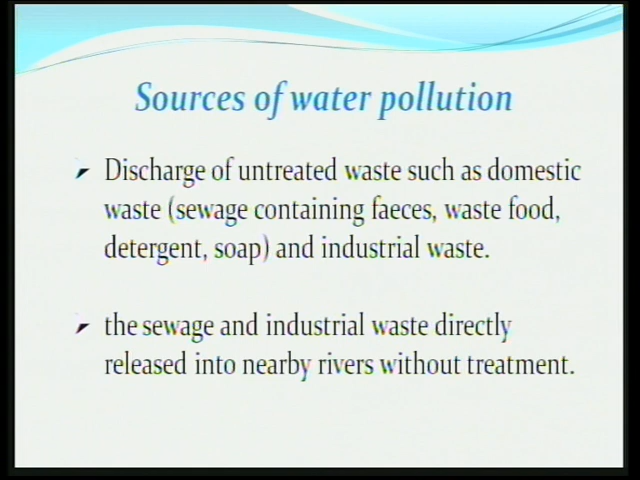 Sources of water pollution
Discharge of untreated waste such as domestic
waste (sewage containing faeces, waste food,
detergent, soap) and industrial waste.
the sewage and industrial waste directly
released into nearby rivers without treatment.